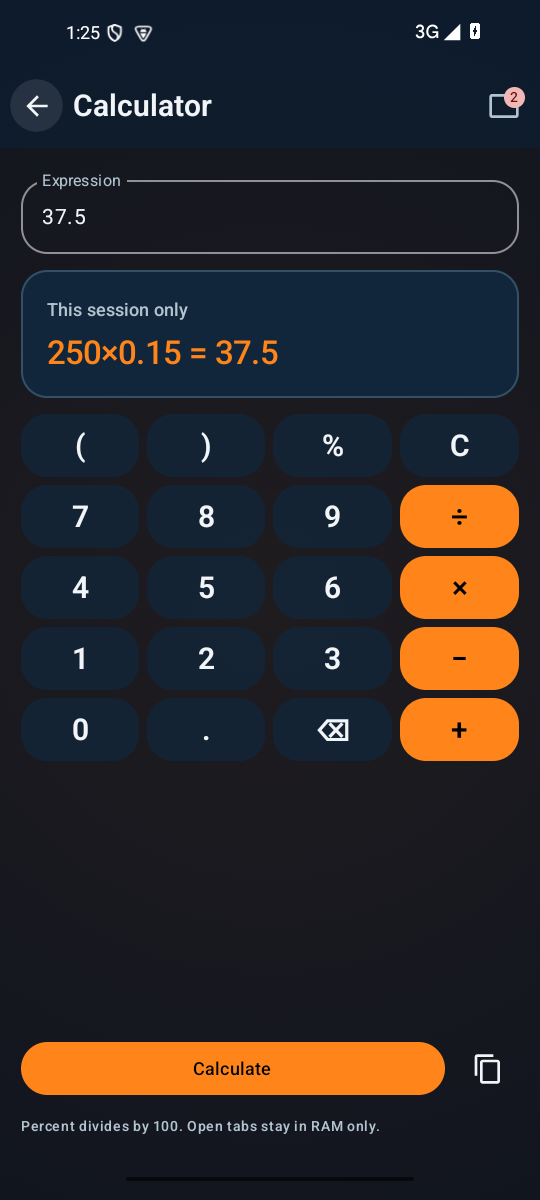 1:25
3G
Calculator
2
Expression
37.5
This session only
250×0.15 = 37.5
( ) % C
7 8 9 ÷
4 5 6 ×
1 2 3 −
0 . +
Calculate
Percent divides by 100. Open tabs stay in RAM only.